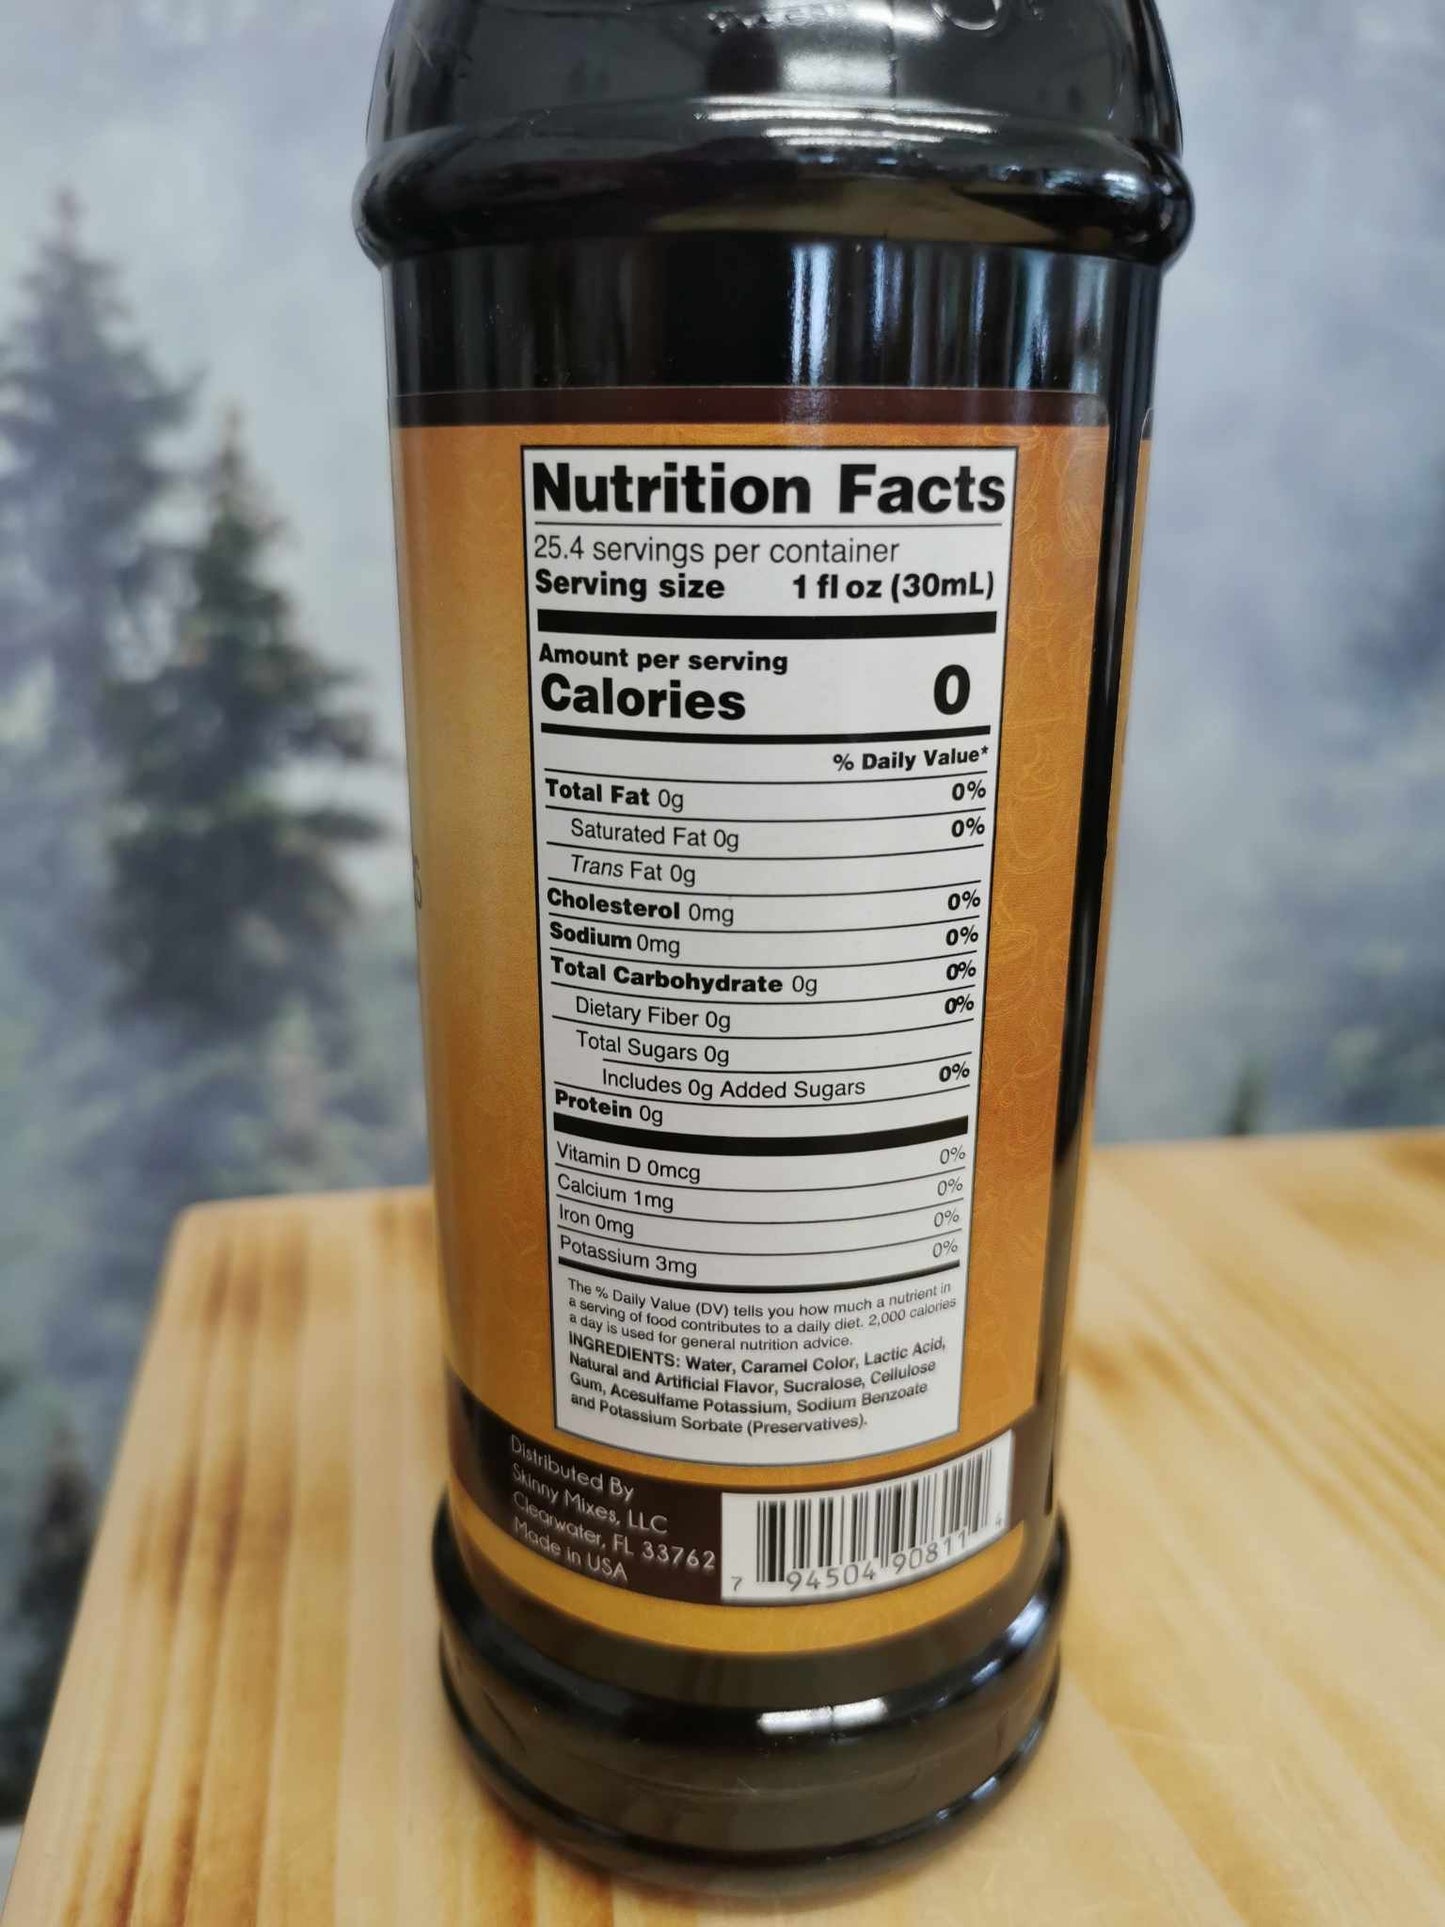 Nutrition Facts
25.4 servings per container
Serving size 1 fl oz (30mL)
Amount per serving
Calories 0
% Daily Value*
Total Fat 0g 0%
Saturated Fat 0g 0%
Trans Fat 0g
Cholesterol 0mg 0%
Sodium 0mg 0%
Total Carbohydrate 0g 0%
Dietary Fiber 0g 0%
Total Sugars 0g
Includes 0g Added Sugars 0%
Protein 0g
Vitamin D 0mcg 0%
Calcium 1mg 0%
Iron 0mg 0%
Potassium 3mg 0%
The % Daily Value (DV) tells you how much a nutrient in
a serving of food contributes to a daily diet. 2,000 calories
a day is used for general nutrition advice.
INGREDIENTS: Water, Caramel Color, Lactic Acid,
Natural and Artificial Flavor, Sucralose, Cellulose
Gum, Acesulfame Potassium, Sodium Benzoate
and Potassium Sorbate (Preservatives).
Distributed By
Skinny Mixes, LLC
Clearwater, FL 33762
Made in USA
7 94504 90811 4